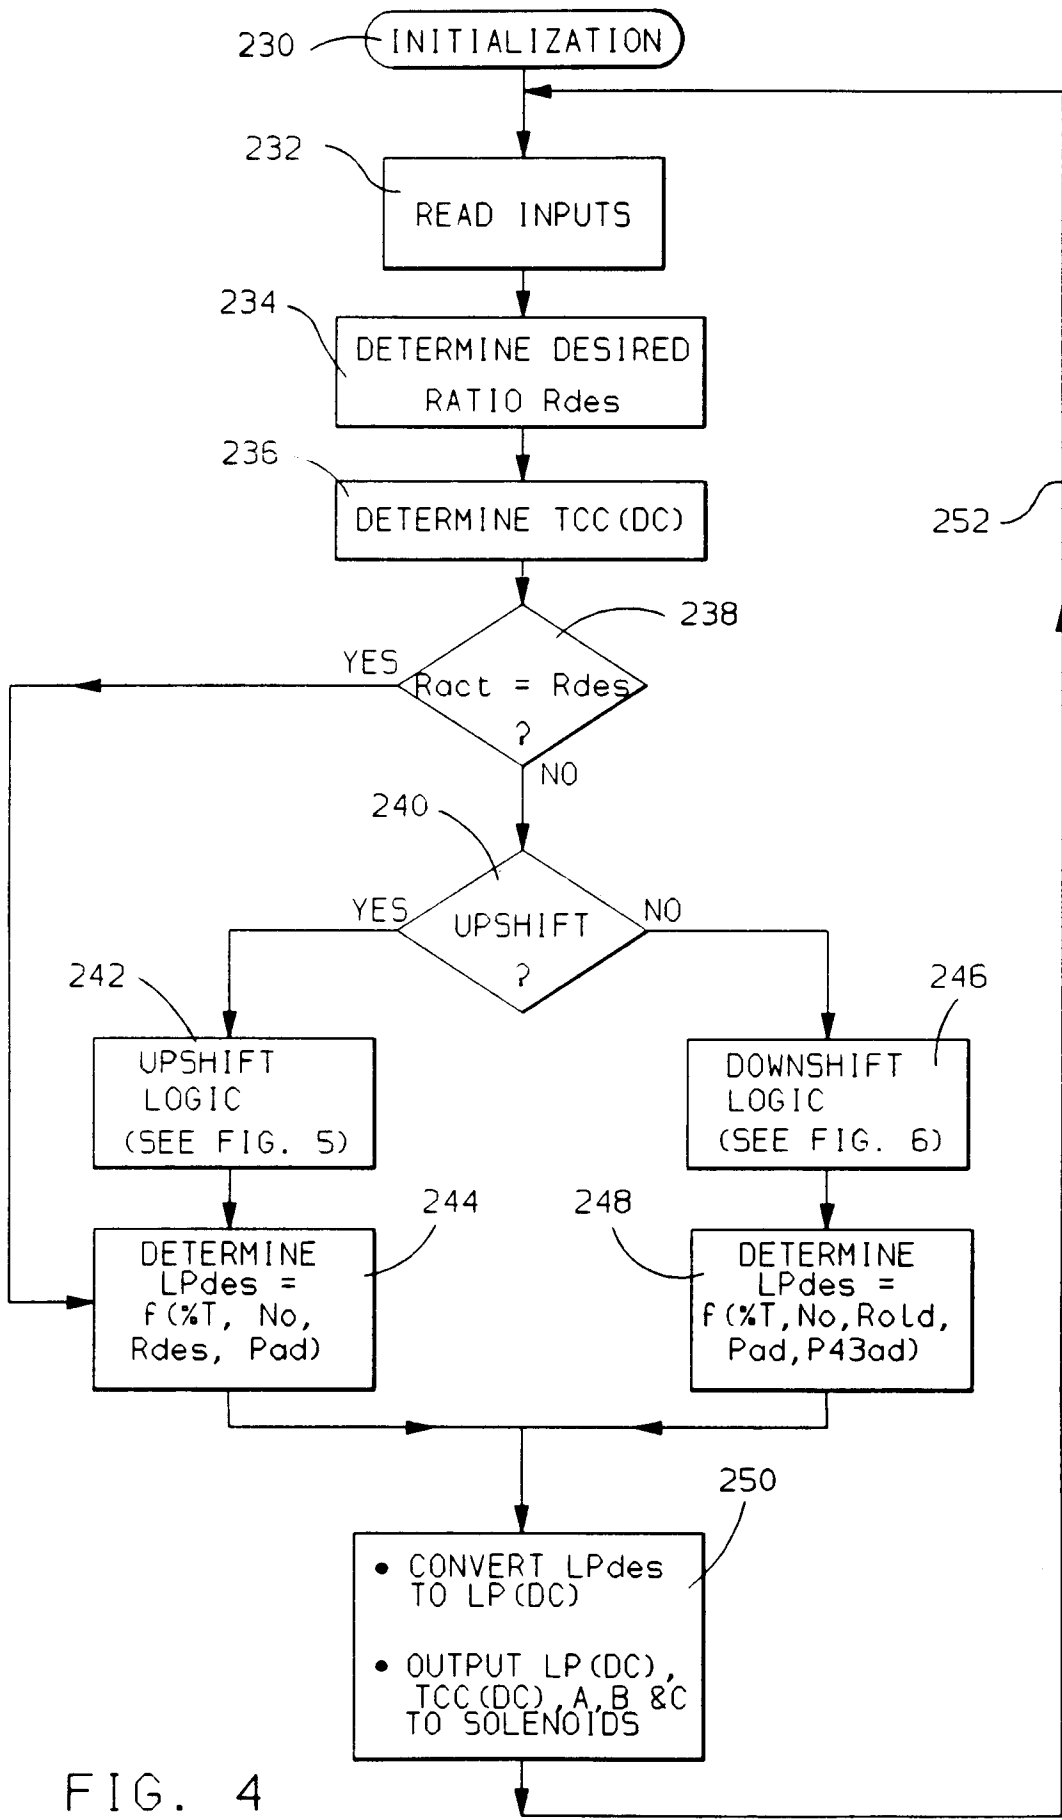 230
INITIALIZATION
232
READ INPUTS
234
DETERMINE DESIRED
RATIO Rdes
236
DETERMINE TCC(DC)
252
238
YES
Ract = Rdes
?
NO
240
YES
UPSHIFT
?
NO
242
UPSHIFT
LOGIC
(SEE FIG. 5)
246
DOWNSHIFT
LOGIC
(SEE FIG. 6)
244
DETERMINE
LPdes =
f(%T, No,
Rdes, Pad)
248
DETERMINE
LPdes =
f(%T,No,Rold,
Pad,P43ad)
250
• CONVERT LPdes
TO LP(DC)
• OUTPUT LP(DC),
TCC(DC),A,B &C
TO SOLENOIDS
FIG. 4